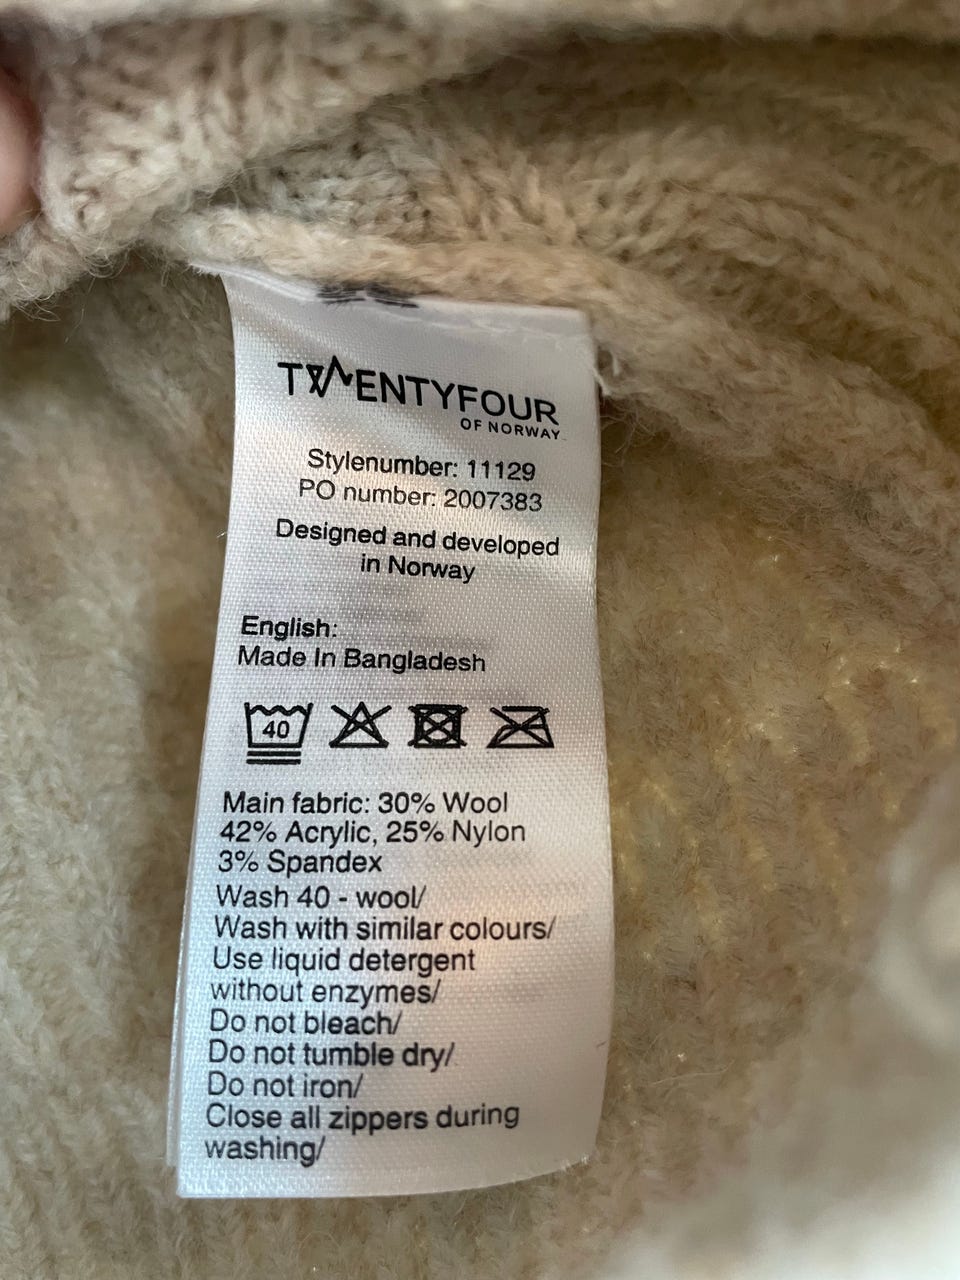 TWENTYFOUR
OF NORWAY
Stylenumber: 11129
PO number: 2007383
Designed and developed
in Norway
English:
Made In Bangladesh
40
Main fabric: 30% Wool
42% Acrylic, 25% Nylon
3% Spandex
Wash 40 - wool/
Wash with similar colours/
Use liquid detergent
without enzymes/
Do not bleach/
Do not tumble dry/
Do not iron/
Close all zippers during
washing/